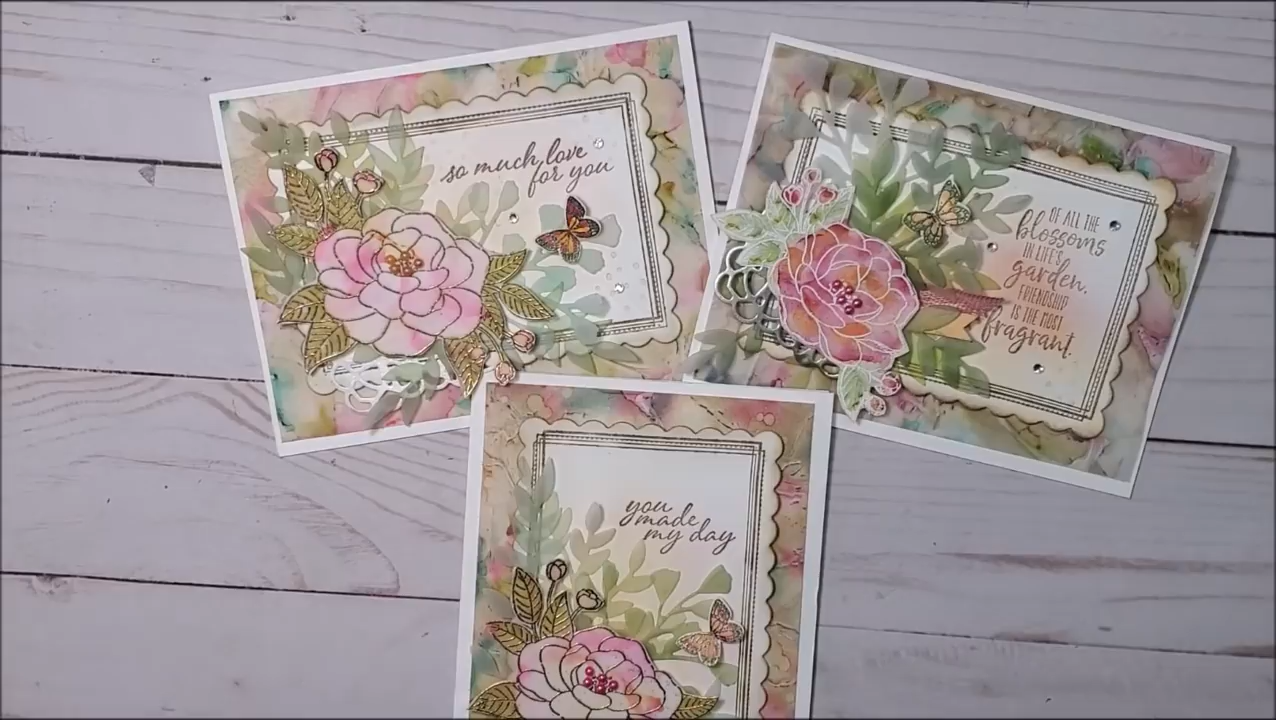 so much love
for you
OF ALL THE
blossoms
IN LIFE'S
garden,
FRIENDSHIP
IS THE MOST
fragrant.
you
made
my day